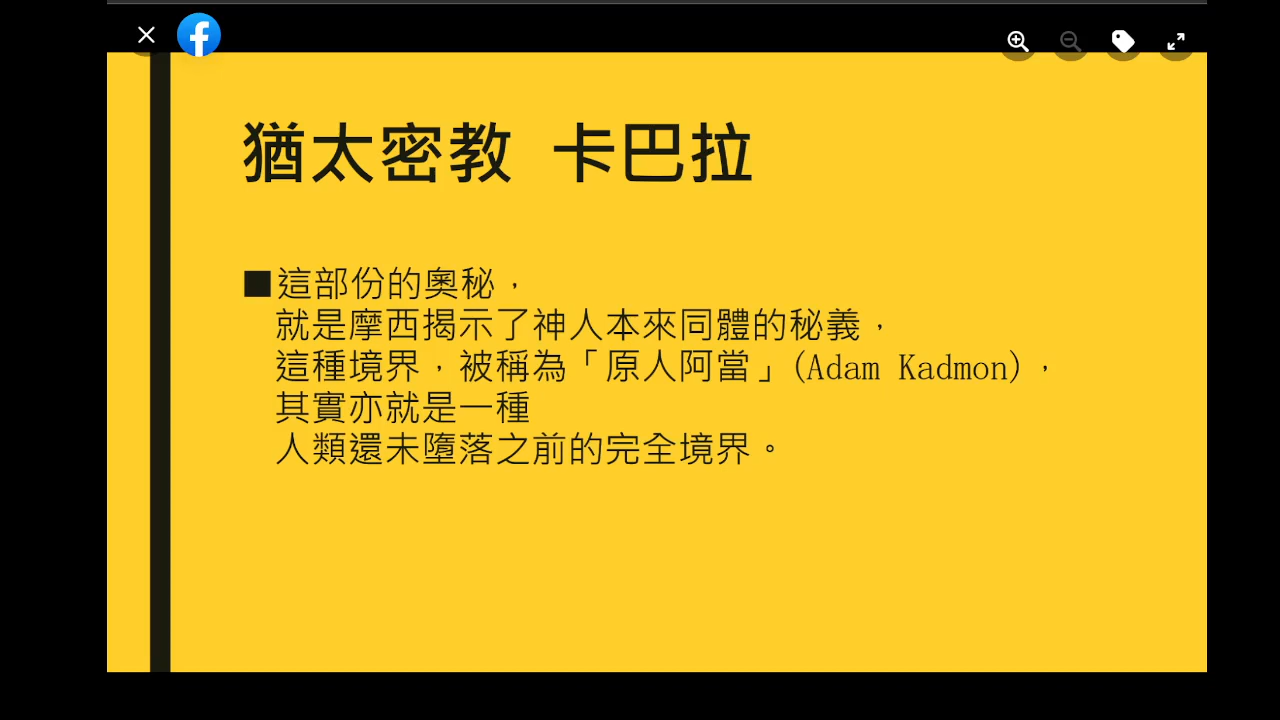 猶太密教 卡巴拉
■這部份的奧秘，
就是摩西揭示了神人本來同體的秘義，
這種境界，被稱為「原人阿當」(Adam Kadmon)，
其實亦就是一種
人類還未墮落之前的完全境界。